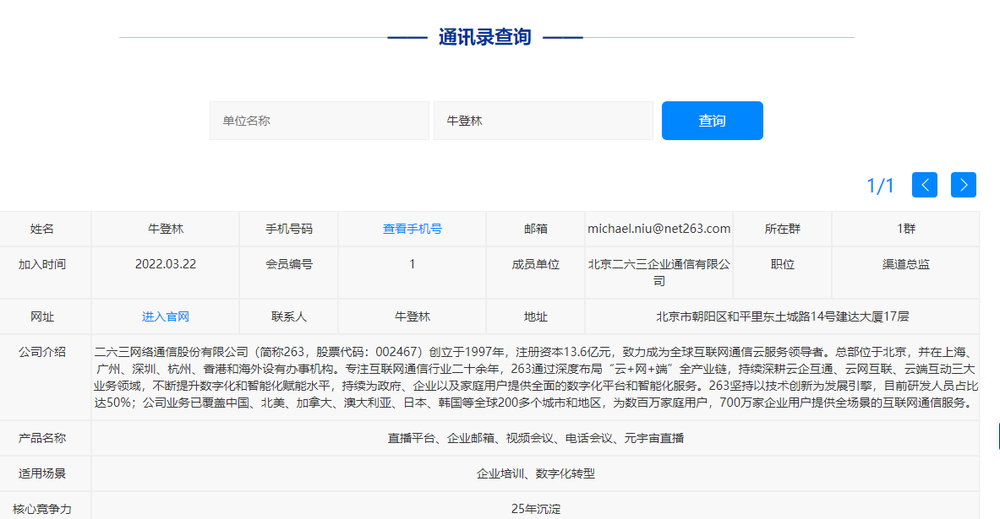 通讯录查询
单位名称 牛登林 查询
1/1
姓名 牛登林 手机号码 查看手机号 邮箱 michael.niu@net263.com 所在群 1群
加入时间 2022.03.22 会员编号 1 成员单位 北京二六三企业通信有限公 职位 渠道总监
司
网址 进入官网 联系人 牛登林 地址 北京市朝阳区和平里东土城路14号建达大厦17层
公司介绍 二六三网络通信股份有限公司（简称263，股票代码：002467）创立于1997年，注册资本13.6亿元，致力成为全球互联网通信云服务领导者。总部位于北京，并在上海、
广州、深圳、杭州、香港和海外设有办事机构。专注互联网通信行业二十余年，263通过深度布局“云+网+端”全产业链，持续深耕云企互通、云网互联、云端互动三大
业务领域，不断提升数字化和智能化赋能水平，持续为政府、企业以及家庭用户提供全面的数字化平台和智能化服务。263坚持以技术创新为发展引擎，目前研发人员占比
达50%；公司业务已覆盖中国、北美、加拿大、澳大利亚、日本、韩国等全球200多个城市和地区，为数百万家庭用户，700万家企业用户提供全场景的互联网通信服务。
产品名称 直播平台、企业邮箱、视频会议、电话会议、元宇宙直播
适用场景 企业培训、数字化转型
核心竞争力 25年沉淀